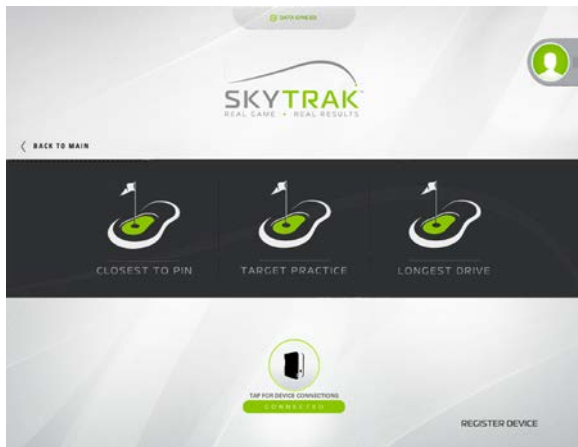 SKYTRAK
REAL GAME • REAL RESULTS
BACK TO MAIN
CLOSEST TO PIN
TARGET PRACTICE
LONGEST DRIVE
TAP FOR DEVICE CONNECTIONS
CONNECTED
REGISTER DEVICE